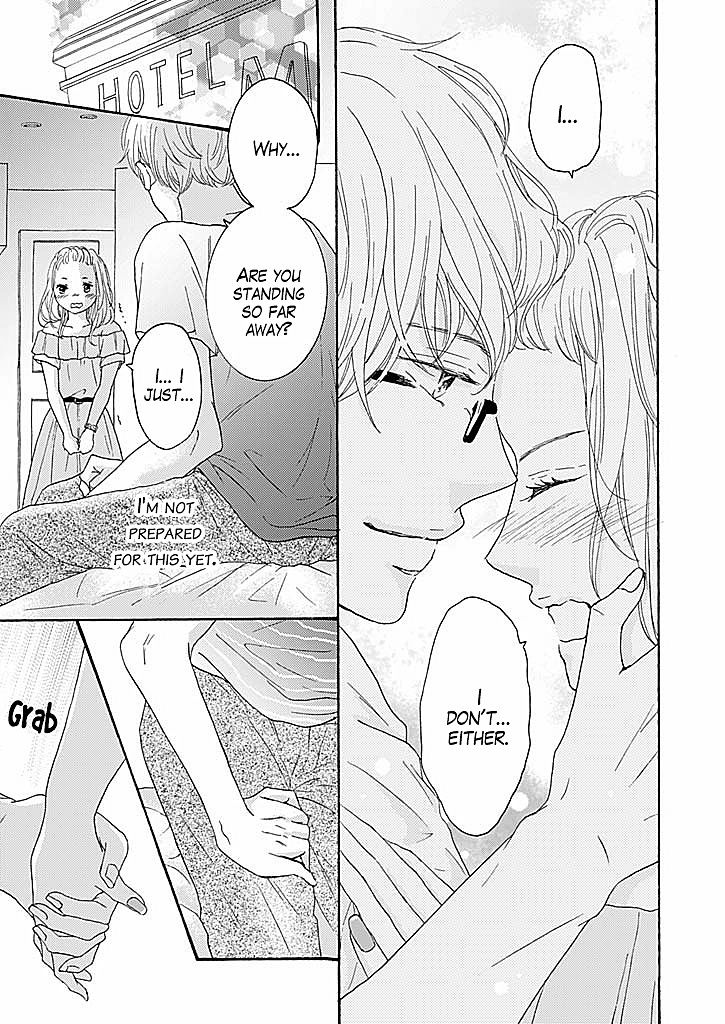 I...
I
DON'T...
EITHER.
HOTEL
WHY...
ARE YOU
STANDING
SO FAR
AWAY?
I... I
JUST...
I'M NOT
PREPARED
FOR THIS YET.
Grab